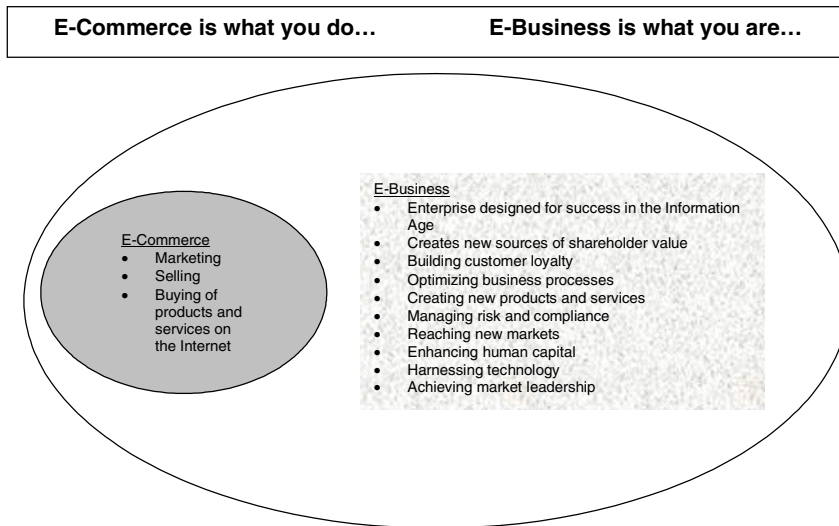 E-Commerce is what you do… E-Business is what you are…
E-Commerce
• Marketing
• Selling
• Buying of
products and
services on
the Internet
E-Business
• Enterprise designed for success in the Information
Age
• Creates new sources of shareholder value
• Building customer loyalty
• Optimizing business processes
• Creating new products and services
• Managing risk and compliance
• Reaching new markets
• Enhancing human capital
• Harnessing technology
• Achieving market leadership